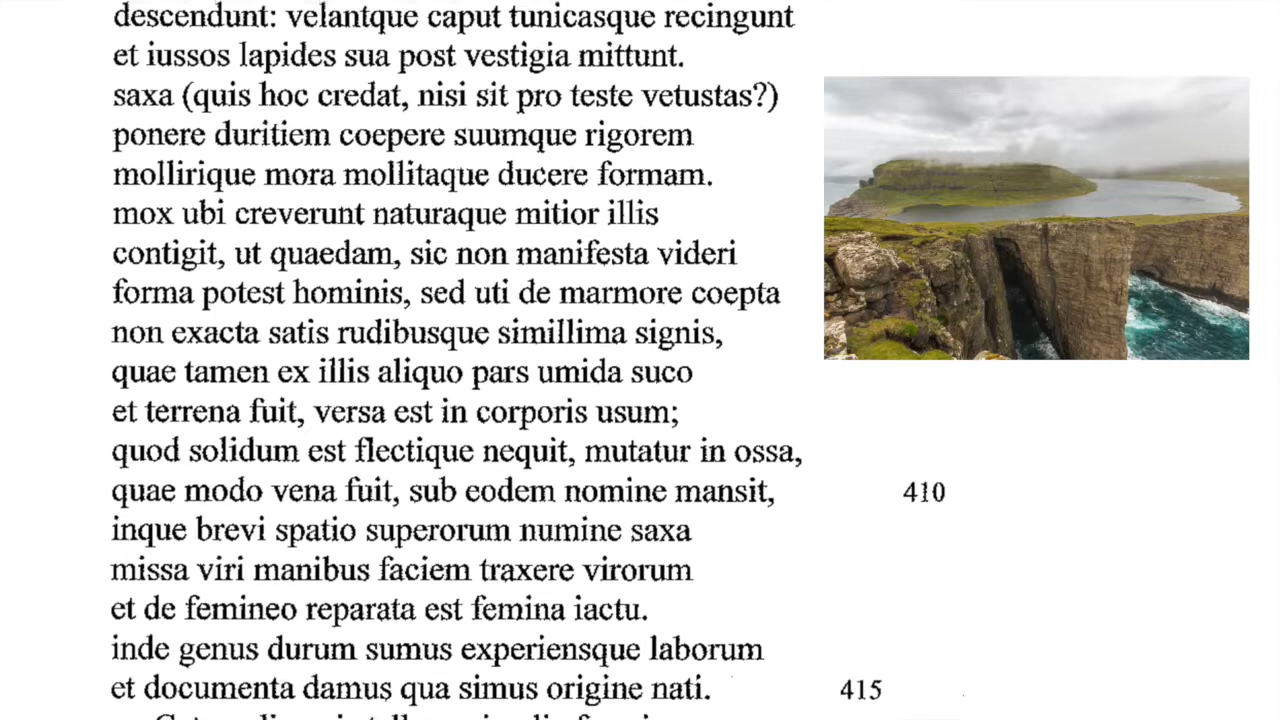 descendunt: velantque caput tunicasque recingunt
et iussos lapides sua post vestigia mittunt.
saxa (quis hoc credat, nisi sit pro teste vetustas?)
ponere duritiem coepere suumque rigorem
mollirique mora mollitaque ducere formam.
mox ubi creverunt naturaque mitior illis
contigit, ut quaedam, sic non manifesta videri
forma potest hominis, sed uti de marmore coepta
non exacta satis rudibusque simillima signis,
quae tamen ex illis aliquo pars umida suco
et terrena fuit, versa est in corporis usum;
quod solidum est flectique nequit, mutatur in ossa,
quae modo vena fuit, sub eodem nomine mansit, 410
inque brevi spatio superorum numine saxa
missa viri manibus faciem traxere virorum
et de femineo reparata est femina iactu.
inde genus durum sumus experiensque laborum
et documenta damus qua simus origine nati. 415